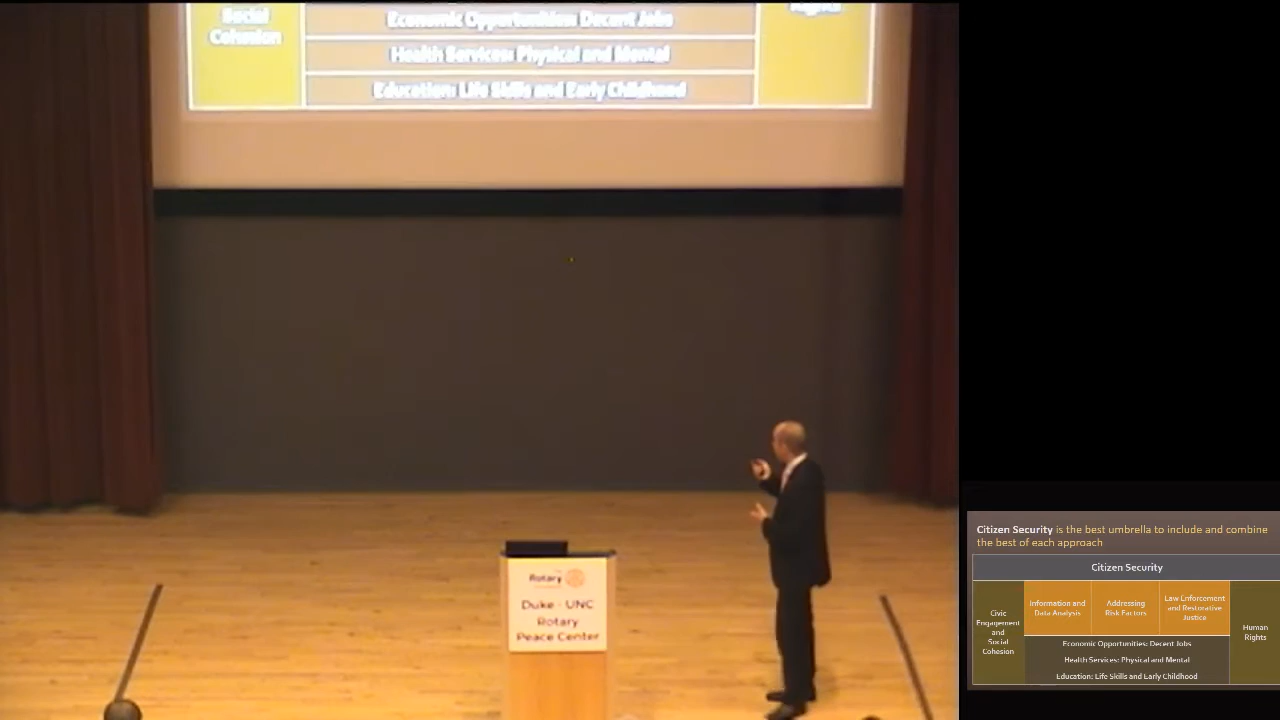 Social
Cohesion
Economic Opportunities: Decent Jobs
Health Services: Physical and Mental
Education: Life Skills and Early Childhood
Rights
Rotary
Duke - UNC
Rotary
Peace Center
Citizen Security is the best umbrella to include and combine
the best of each approach
Citizen Security
Civic
Engagement
and
Social
Cohesion
Information and
Data Analysis
Addressing
Risk Factors
Law Enforcement
and Restorative
Justice
Economic Opportunities: Decent Jobs
Health Services: Physical and Mental
Education: Life Skills and Early Childhood
Human
Rights